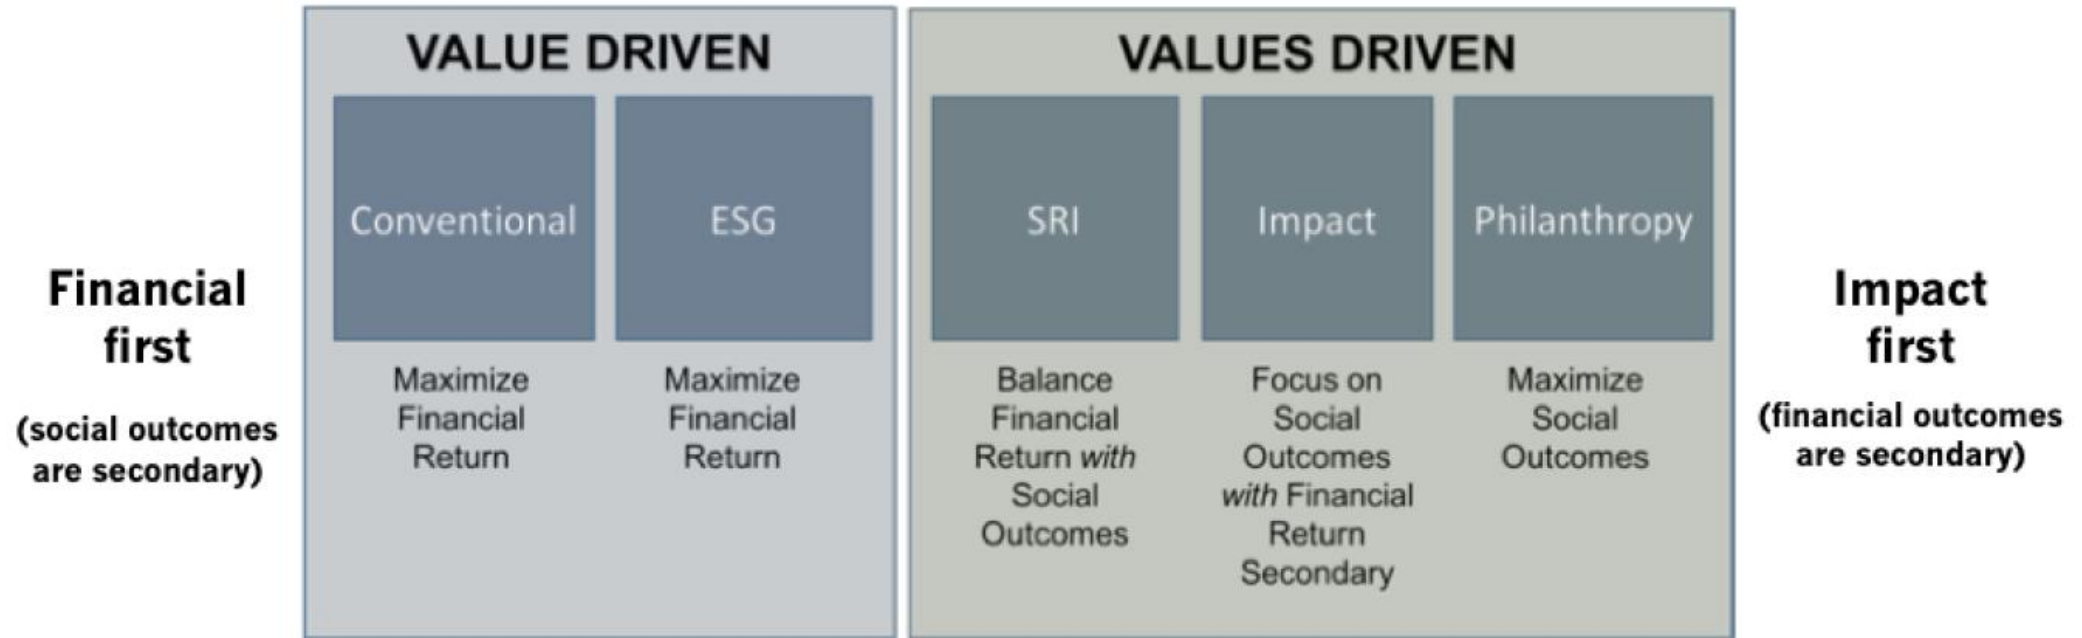 VALUE DRIVEN
VALUES DRIVEN
Financial
first
(social outcomes
are secondary)
Conventional
Maximize
Financial
Return
ESG
Maximize
Financial
Return
SRI
Balance
Financial
Return with
Social
Outcomes
Impact
Focus on
Social
Outcomes
with Financial
Return
Secondary
Philanthropy
Maximize
Social
Outcomes
Impact
first
(financial outcomes
are secondary)